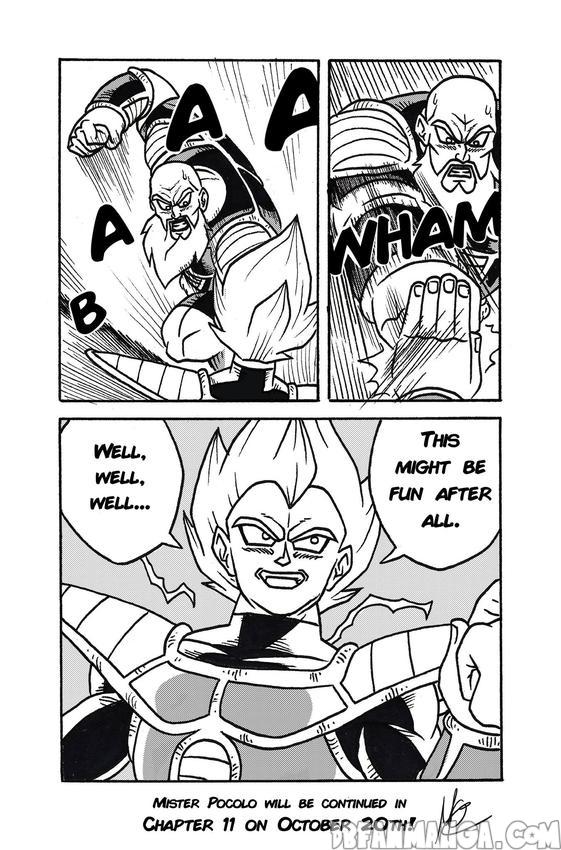 BAAA
WHAM
WELL,
WELL,
WELL...
THIS
MIGHT BE
FUN AFTER
ALL.
MISTER POCOLO WILL BE CONTINUED IN
CHAPTER 11 ON OCTOBER 20TH!
DBFANMANGA.COM